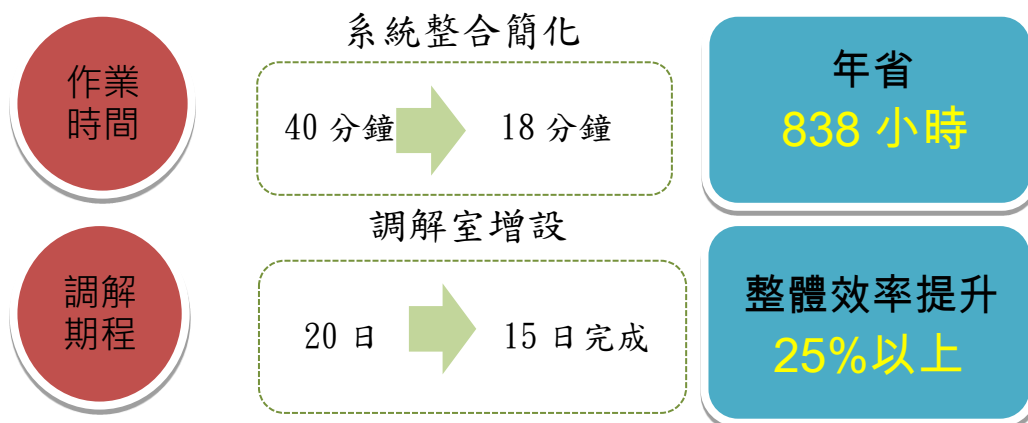 作業
時間
系統整合簡化
40 分鐘
18 分鐘
年省
838 小時
調解
期程
調解室增設
20 日
15 日完成
整體效率提升
25%以上